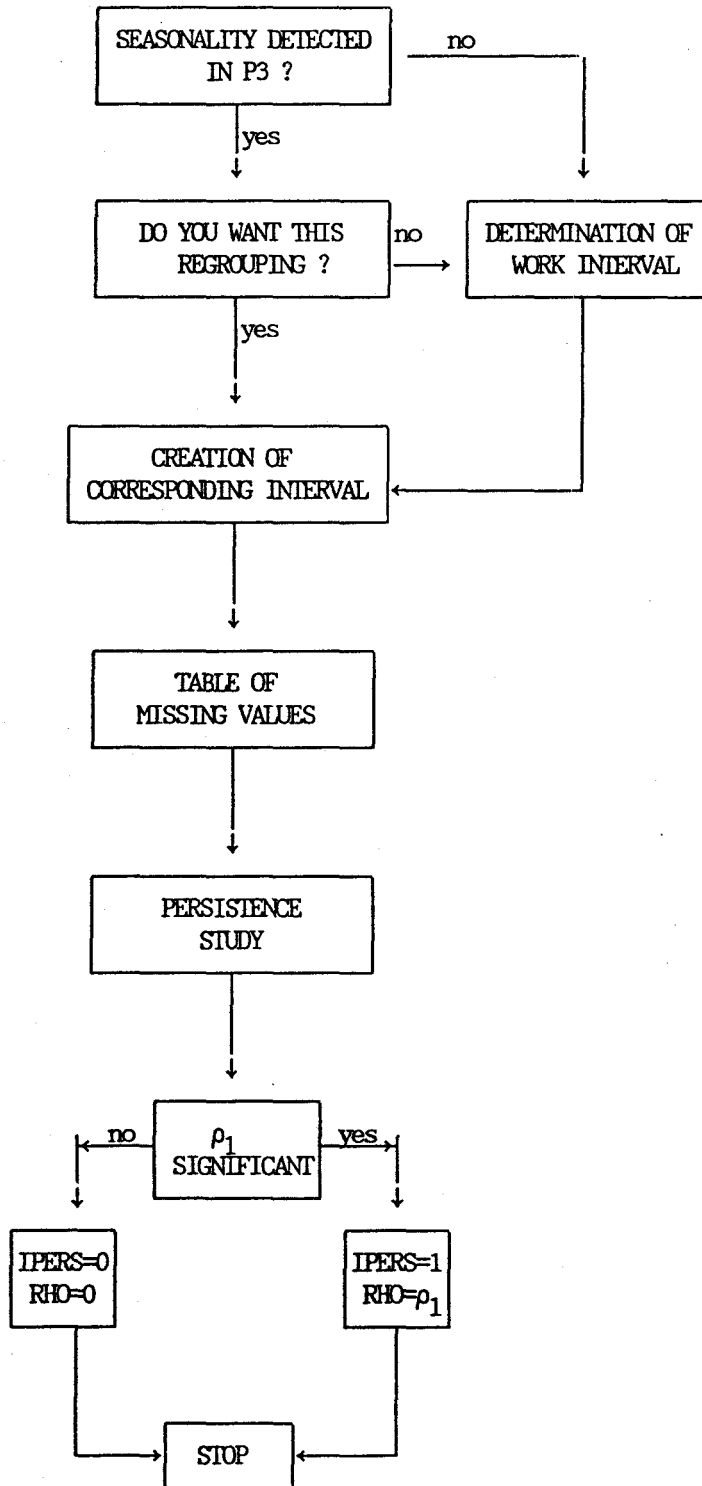 SEASONALITY DETECTED
IN P3 ?
no
yes
DO YOU WANT THIS
REGROUPING ?
no
DETERMINATION OF
WORK INTERVAL
yes
CREATION OF
CORRESPONDING INTERVAL
TABLE OF
MISSING VALUES
PERSISTENCE
STUDY
no
ρ1
SIGNIFICANT
yes
IPERS=0
RHO=0
IPERS=1
RHO=ρ1
STOP